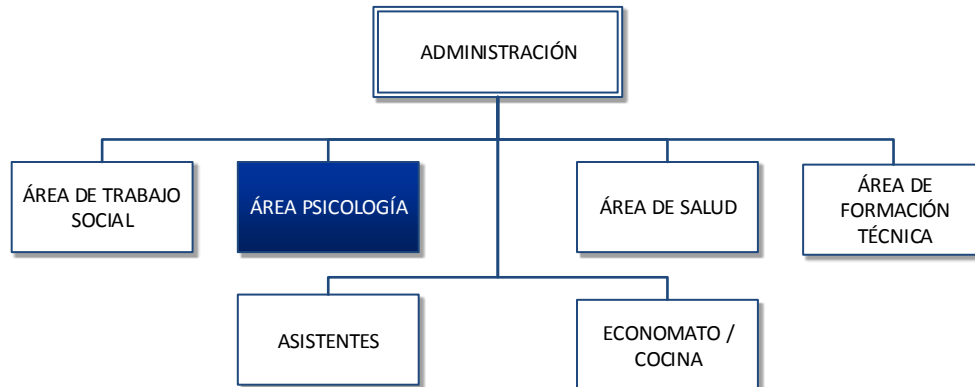 ADMINISTRACIÓN
ÁREA DE TRABAJO
SOCIAL
ÁREA PSICOLOGÍA
ÁREA DE SALUD
ÁREA DE
FORMACIÓN
TÉCNICA
ASISTENTES
ECONOMATO /
COCINA